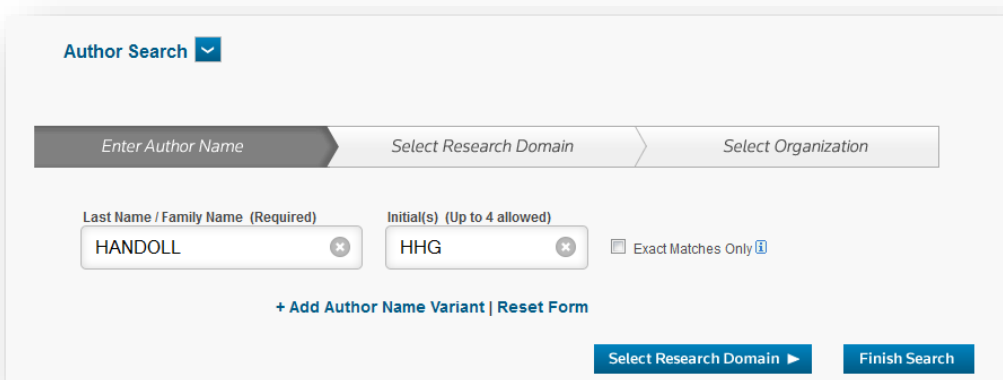 Author Search
Enter Author Name Select Research Domain Select Organization
Last Name / Family Name (Required) Initial(s) (Up to 4 allowed)
HANDOLL HHG Exact Matches Only
+ Add Author Name Variant | Reset Form
Select Research Domain Finish Search